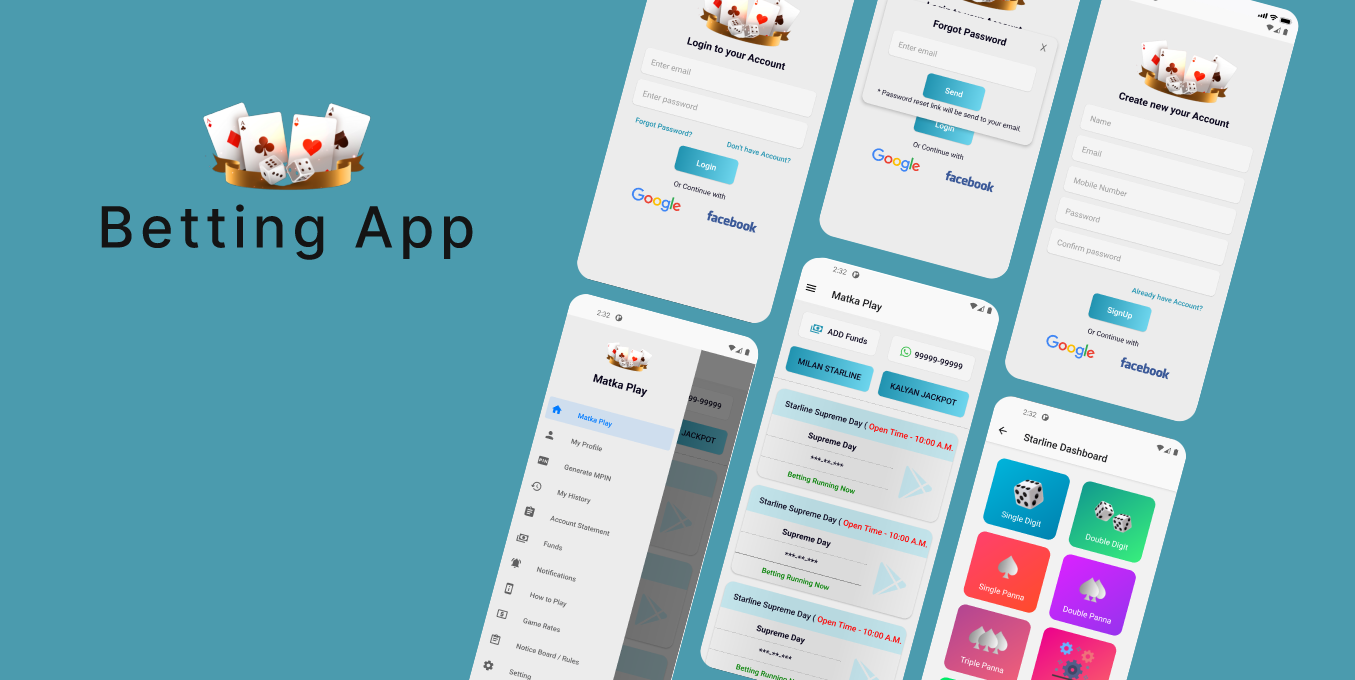 Betting App
Login to your Account
Enter email
Enter password
Forgot Password?
Don't have Account?
Login
Or Continue with
Google
facebook
Forgot Password
X
Enter email
Send
* Password reset link will be send to your email
Login
Or Continue with
Google
facebook
Create new your Account
Name
Email
Mobile Number
Password
Confirm password
Already have Account?
SignUp
Or Continue with
Google
facebook
2:32
Matka Play
Matka Play
My Profile
Generate MPIN
My History
Account Statement
Funds
Notifications
How to Play
Game Rates
Notice Board / Rules
Setting
99-99999
JACKPOT
2:32
Matka Play
ADD Funds
99999-99999
MILAN STARLINE
KALYAN JACKPOT
Starline Supreme Day ( Open Time - 10:00 A.M.
Supreme Day
***-**-***
Betting Running Now
Starline Supreme Day ( Open Time - 10:00 A.M.
Supreme Day
***-**-***
Betting Running Now
Starline Supreme Day ( Open Time - 10:00 A.M.
Supreme Day
***-**-***
Betting Running Now
2:32
Starline Dashboard
Single Digit
Double Digit
Single Panna
Double Panna
Triple Panna